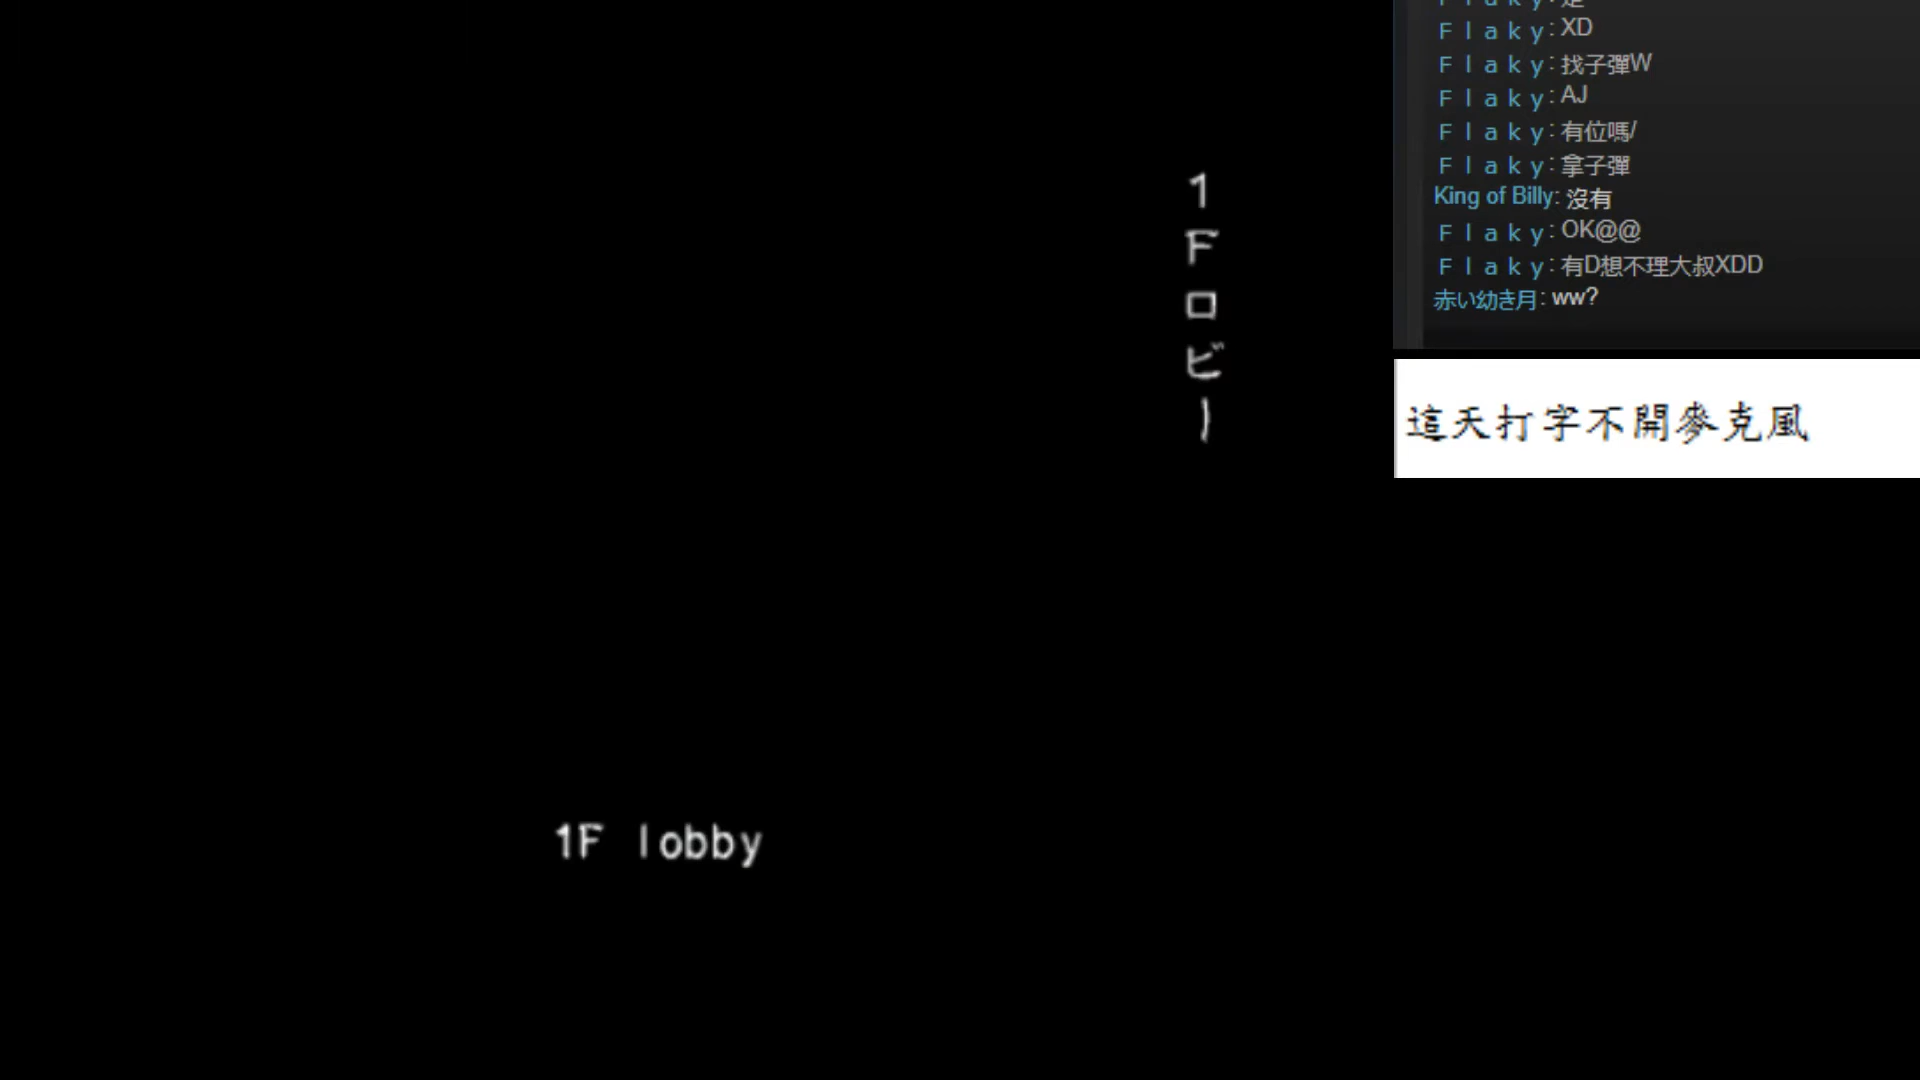 1Fロビー
1F lobby
Flaky: 是
Flaky: XD
Flaky: 找子彈W
Flaky: AJ
Flaky: 有位嗎/
Flaky: 拿子彈
King of Billy: 沒有
Flaky: OK@@
Flaky: 有D想不理大叔XDD
赤い幼き月: ww?
這天打字不開麥克風